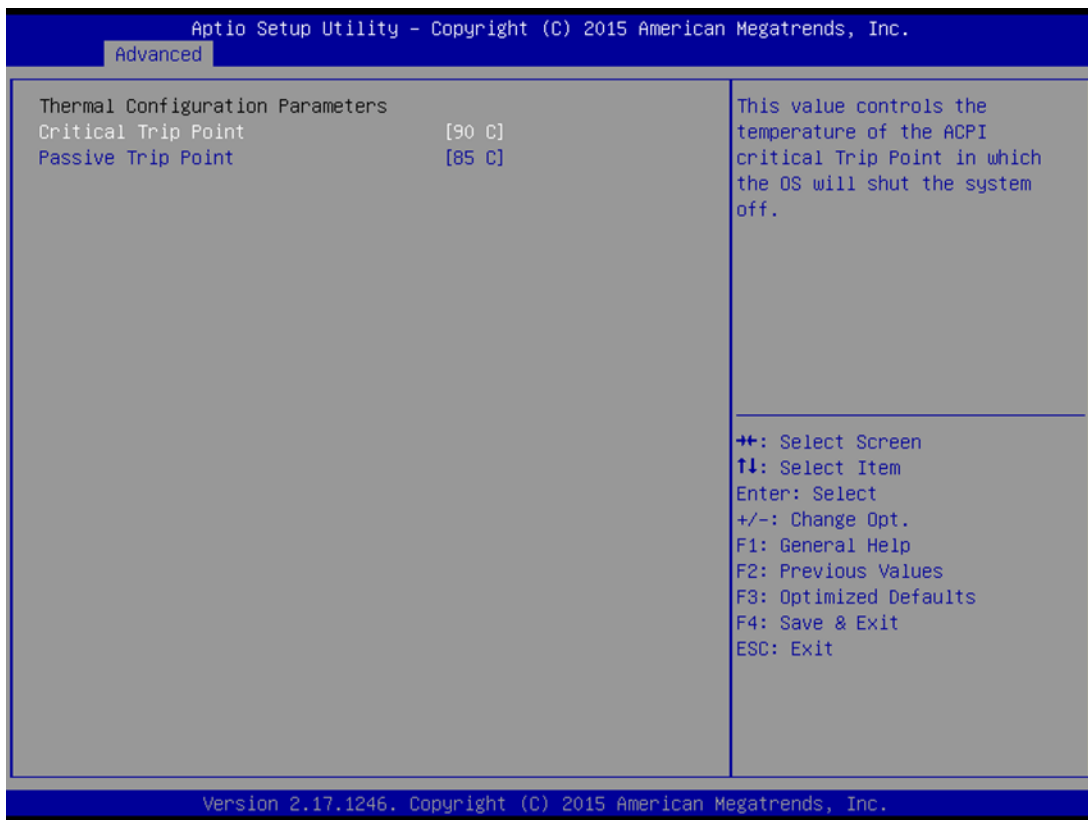 Aptio Setup Utility – Copyright (C) 2015 American Megatrends, Inc.
Advanced
Thermal Configuration Parameters
Critical Trip Point [90 C]
Passive Trip Point [85 C]
This value controls the
temperature of the ACPI
critical Trip Point in which
the OS will shut the system
off.
→←: Select Screen
↑↓: Select Item
Enter: Select
+/-: Change Opt.
F1: General Help
F2: Previous Values
F3: Optimized Defaults
F4: Save & Exit
ESC: Exit
Version 2.17.1246. Copyright (C) 2015 American Megatrends, Inc.